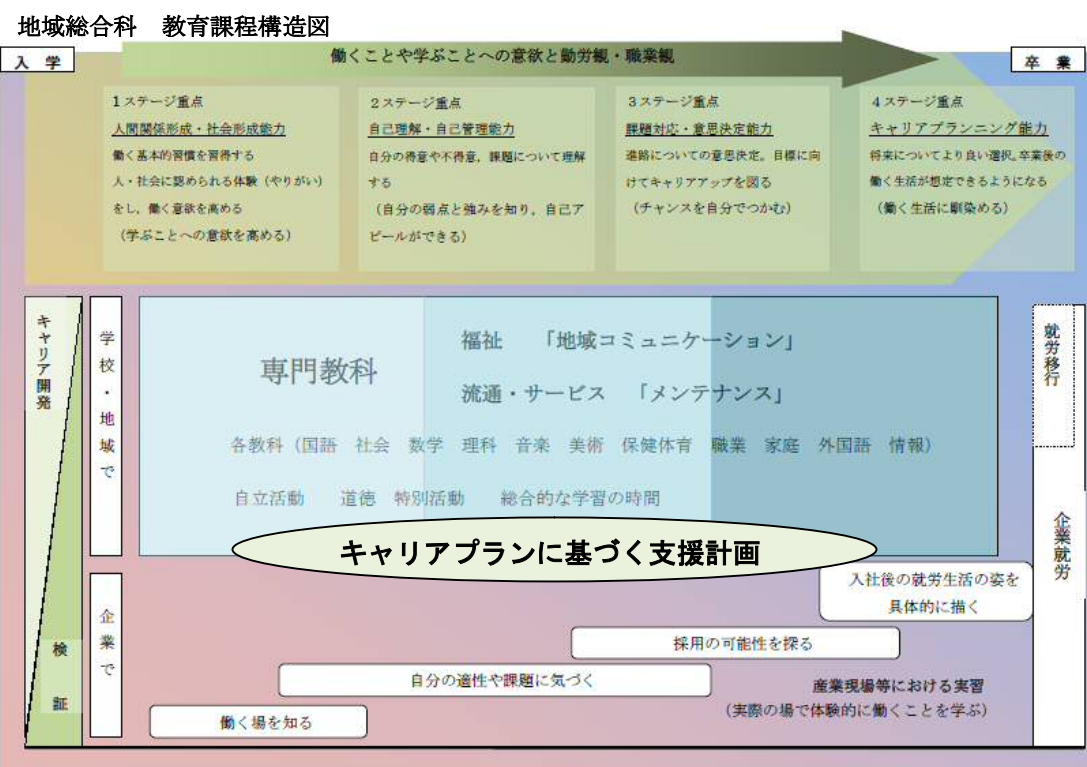 地域総合科　教育課程構造図
入　学
働くことや学ぶことへの意欲と勤労観・職業観
卒　業
1ステージ重点
人間関係形成・社会形成能力
働く基本的習慣を習得する
人・社会に認められる体験（やりがい）
をし，働く意欲を高める
（学ぶことへの意欲を高める）
2ステージ重点
自己理解・自己管理能力
自分の得意や不得意，課題について理解
する
（自分の弱点と強みを知り，自己ア
ピールができる）
3ステージ重点
課題対応・意思決定能力
進路についての意思決定。目標に向
けてキャリアアップを図る
（チャンスを自分でつかむ）
4ステージ重点
キャリアプランニング能力
将来についてより良い選択。卒業後の
働く生活が想定できるようになる
（働く生活に馴染める）
キャリア開発
検　証
学校・地域で
専門教科
福祉　「地域コミュニケーション」
流通・サービス　「メンテナンス」
各教科（国語　社会　数学　理科　音楽　美術　保健体育　職業　家庭　外国語　情報）
自立活動　道徳　特別活動　総合的な学習の時間
キャリアプランに基づく支援計画
就労移行
企業就労
企業で
入社後の就労生活の姿を
具体的に描く
採用の可能性を探る
自分の適性や課題に気づく
働く場を知る
産業現場等における実習
（実際の場で体験的に働くことを学ぶ）